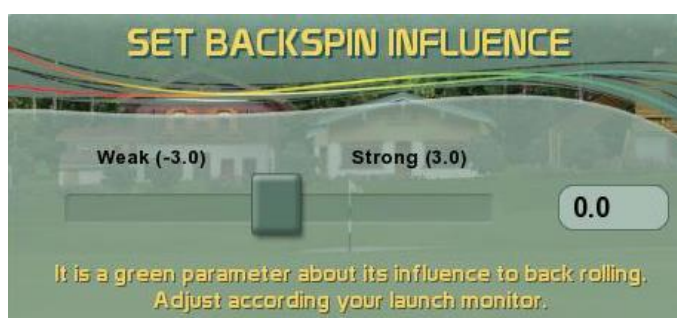 SET BACKSPIN INFLUENCE
Weak (-3.0) Strong (3.0)
0.0
It is a green parameter about its influence to back rolling.
Adjust according your launch monitor.